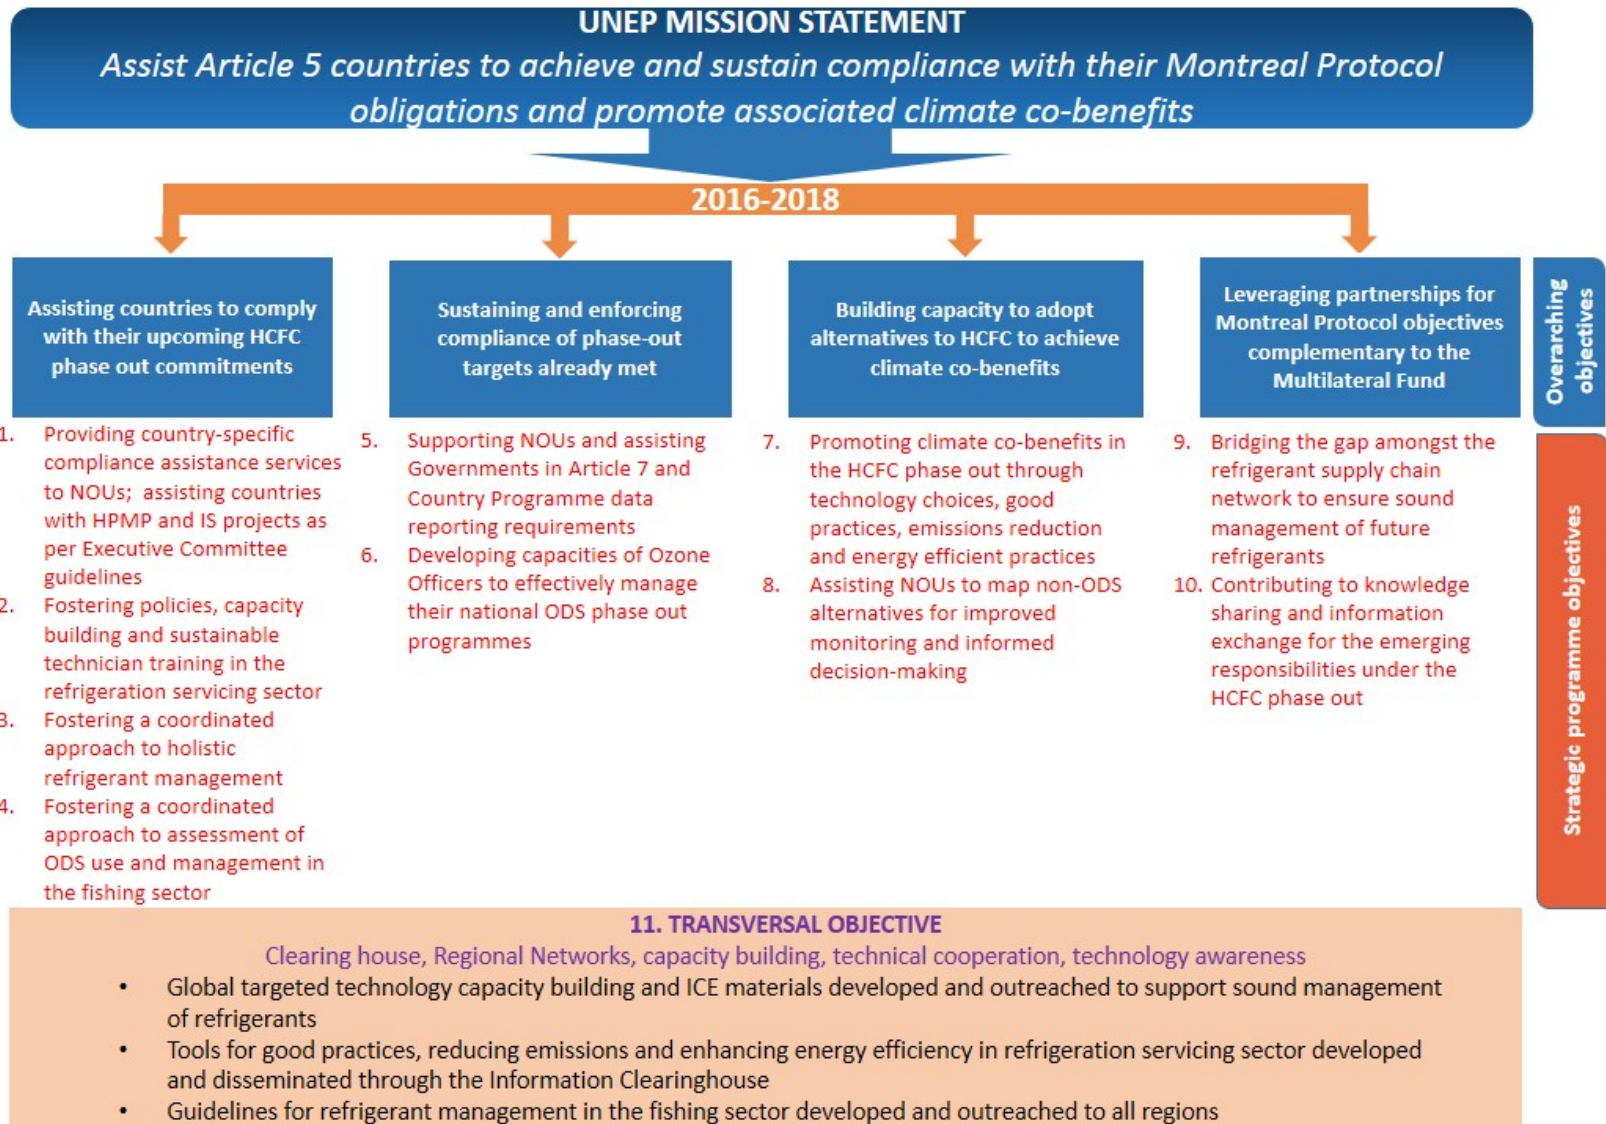 UNEP MISSION STATEMENT
Assist Article 5 countries to achieve and sustain compliance with their Montreal Protocol
obligations and promote associated climate co-benefits
2016-2018
Assisting countries to comply
with their upcoming HCFC
phase out commitments
Sustaining and enforcing
compliance of phase-out
targets already met
Building capacity to adopt
alternatives to HCFC to achieve
climate co-benefits
Leveraging partnerships for
Montreal Protocol objectives
complementary to the
Multilateral Fund
Overarching
objectives
1. Providing country-specific
compliance assistance services
to NOUs; assisting countries
with HPMP and IS projects as
per Executive Committee
guidelines
2. Fostering policies, capacity
building and sustainable
technician training in the
refrigeration servicing sector
3. Fostering a coordinated
approach to holistic
refrigerant management
4. Fostering a coordinated
approach to assessment of
ODS use and management in
the fishing sector
5. Supporting NOUs and assisting
Governments in Article 7 and
Country Programme data
reporting requirements
6. Developing capacities of Ozone
Officers to effectively manage
their national ODS phase out
programmes
7. Promoting climate co-benefits in
the HCFC phase out through
technology choices, good
practices, emissions reduction
and energy efficient practices
8. Assisting NOUs to map non-ODS
alternatives for improved
monitoring and informed
decision-making
9. Bridging the gap amongst the
refrigerant supply chain
network to ensure sound
management of future
refrigerants
10. Contributing to knowledge
sharing and information
exchange for the emerging
responsibilities under the
HCFC phase out
Strategic programme objectives
11. TRANSVERSAL OBJECTIVE
Clearing house, Regional Networks, capacity building, technical cooperation, technology awareness
• Global targeted technology capacity building and ICE materials developed and outreached to support sound management
of refrigerants
• Tools for good practices, reducing emissions and enhancing energy efficiency in refrigeration servicing sector developed
and disseminated through the Information Clearinghouse
• Guidelines for refrigerant management in the fishing sector developed and outreached to all regions